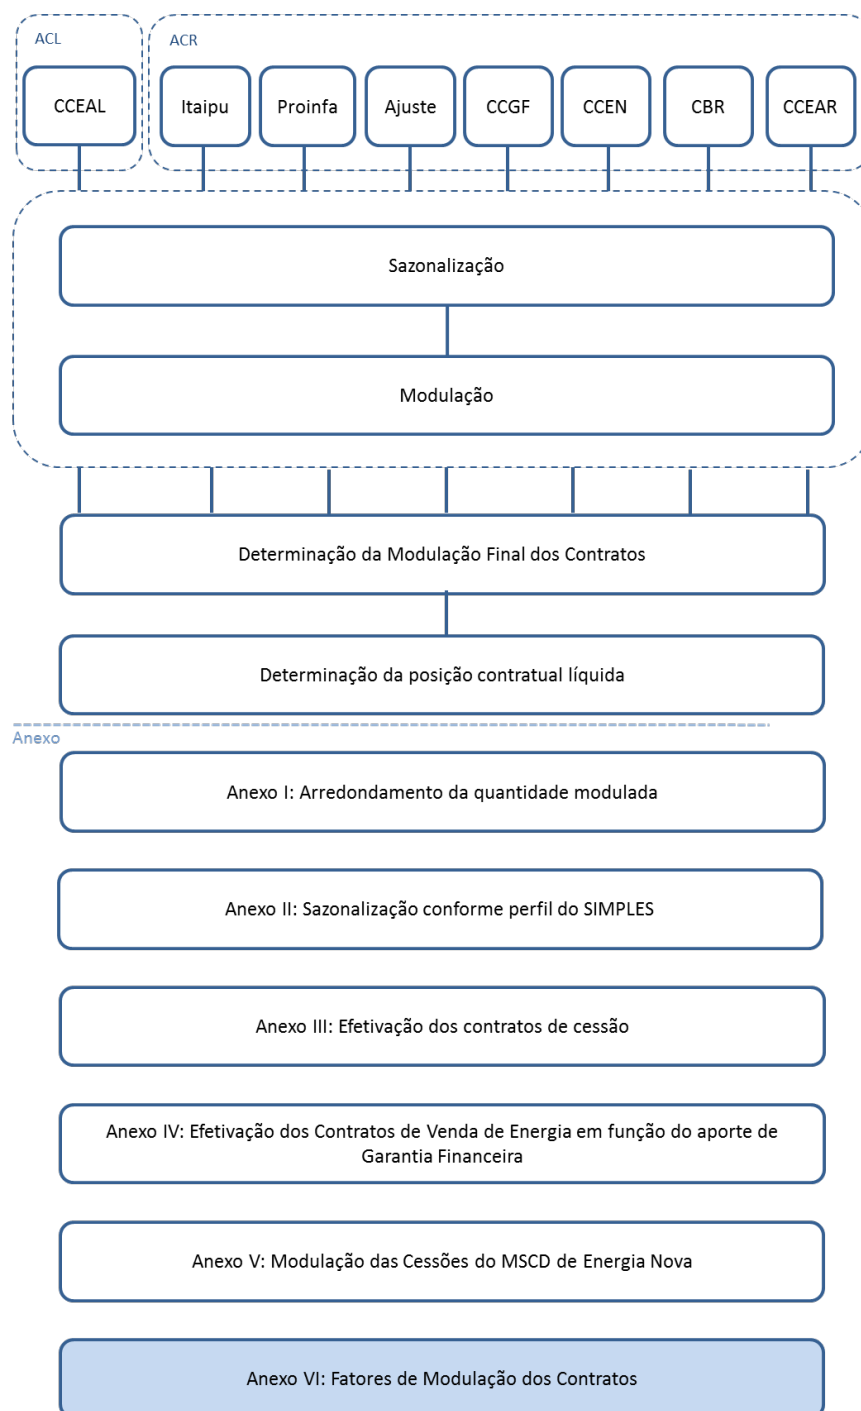 ACL
ACR
CCEAL
Itaipu
Proinfa
Ajuste
CCGF
CCEN
CBR
CCEAR
Sazonalização
Modulação
Determinação da Modulação Final dos Contratos
Determinação da posição contratual líquida
Anexo
Anexo I: Arredondamento da quantidade modulada
Anexo II: Sazonalização conforme perfil do SIMPLES
Anexo III: Efetivação dos contratos de cessão
Anexo IV: Efetivação dos Contratos de Venda de Energia em função do aporte de
Garantia Financeira
Anexo V: Modulação das Cessões do MSCD de Energia Nova
Anexo VI: Fatores de Modulação dos Contratos